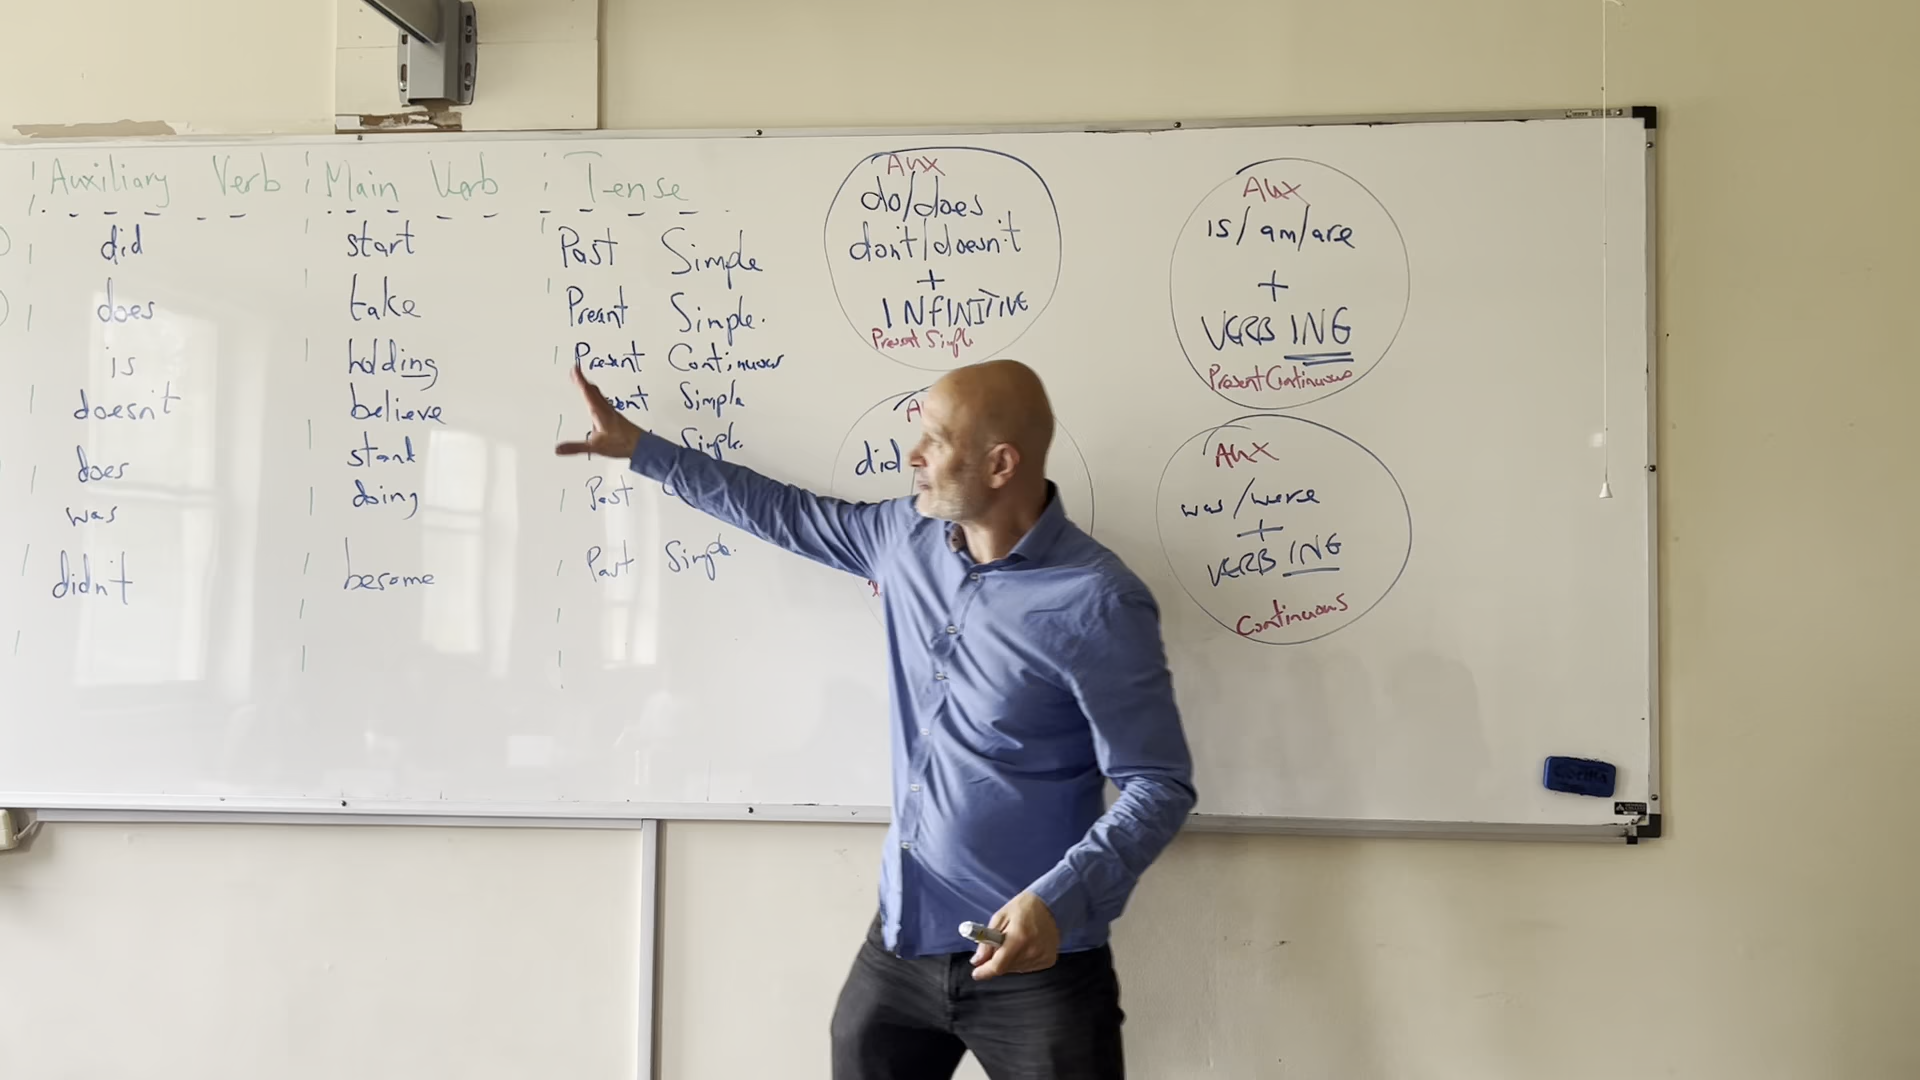 Auxiliary Verb Main Verb Tense
did start Past Simple
does take Present Simple.
is holding Present Continuous
doesn't believe Simple
does Simple.
was doing Past
didn't become Past Simple.
Aux
do/does
don't/doesn't
+
INFINITIVE
Present Simple
did
Aux
is/am/are
+
VERB ING
Present Continuous
Aux
was/were
+
VERB ING
Continuous